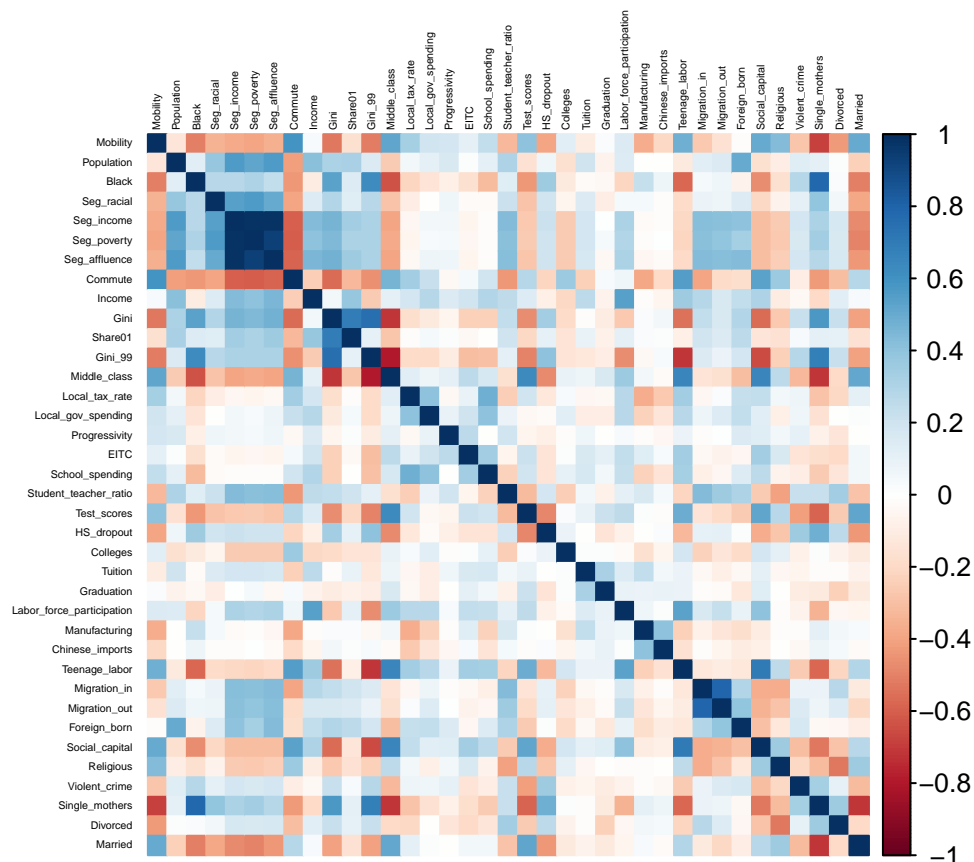 Mobility
Population
Black
Seg_racial
Seg_income
Seg_poverty
Seg_affluence
Commute
Income
Gini
Share01
Gini_99
Middle_class
Local_tax_rate
Local_gov_spending
Progressivity
EITC
School_spending
Student_teacher_ratio
Test_scores
HS_dropout
Colleges
Tuition
Graduation
Labor_force_participation
Manufacturing
Chinese_imports
Teenage_labor
Migration_in
Migration_out
Foreign_born
Social_capital
Religious
Violent_crime
Single_mothers
Divorced
Married
Mobility
Population
Black
Seg_racial
Seg_income
Seg_poverty
Seg_affluence
Commute
Income
Gini
Share01
Gini_99
Middle_class
Local_tax_rate
Local_gov_spending
Progressivity
EITC
School_spending
Student_teacher_ratio
Test_scores
HS_dropout
Colleges
Tuition
Graduation
Labor_force_participation
Manufacturing
Chinese_imports
Teenage_labor
Migration_in
Migration_out
Foreign_born
Social_capital
Religious
Violent_crime
Single_mothers
Divorced
Married
1
0.8
0.6
0.4
0.2
0
−0.2
−0.4
−0.6
−0.8
−1